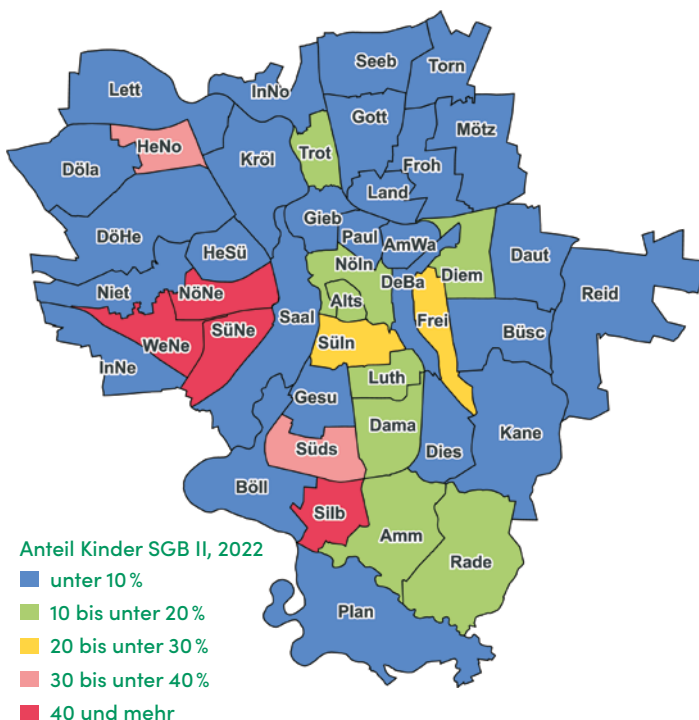 Seeb
Torn
Lett
InNo
Gott
Mötz
HeNo
Trot
Kröl
Froh
Döla
Land
Gieb
DöHe
Paul
AmWa
HeSü
Nöln
Daut
Diem
DeBa
Reid
Niet
NöNe
Alts
Saal
Frei
SüNe
Büsc
Süln
WeNe
InNe
Luth
Gesu
Dama
Kane
Süds
Dies
Böll
Silb
Amm
Rade
Plan
Anteil Kinder SGB II, 2022
unter 10 %
10 bis unter 20 %
20 bis unter 30 %
30 bis unter 40 %
40 und mehr